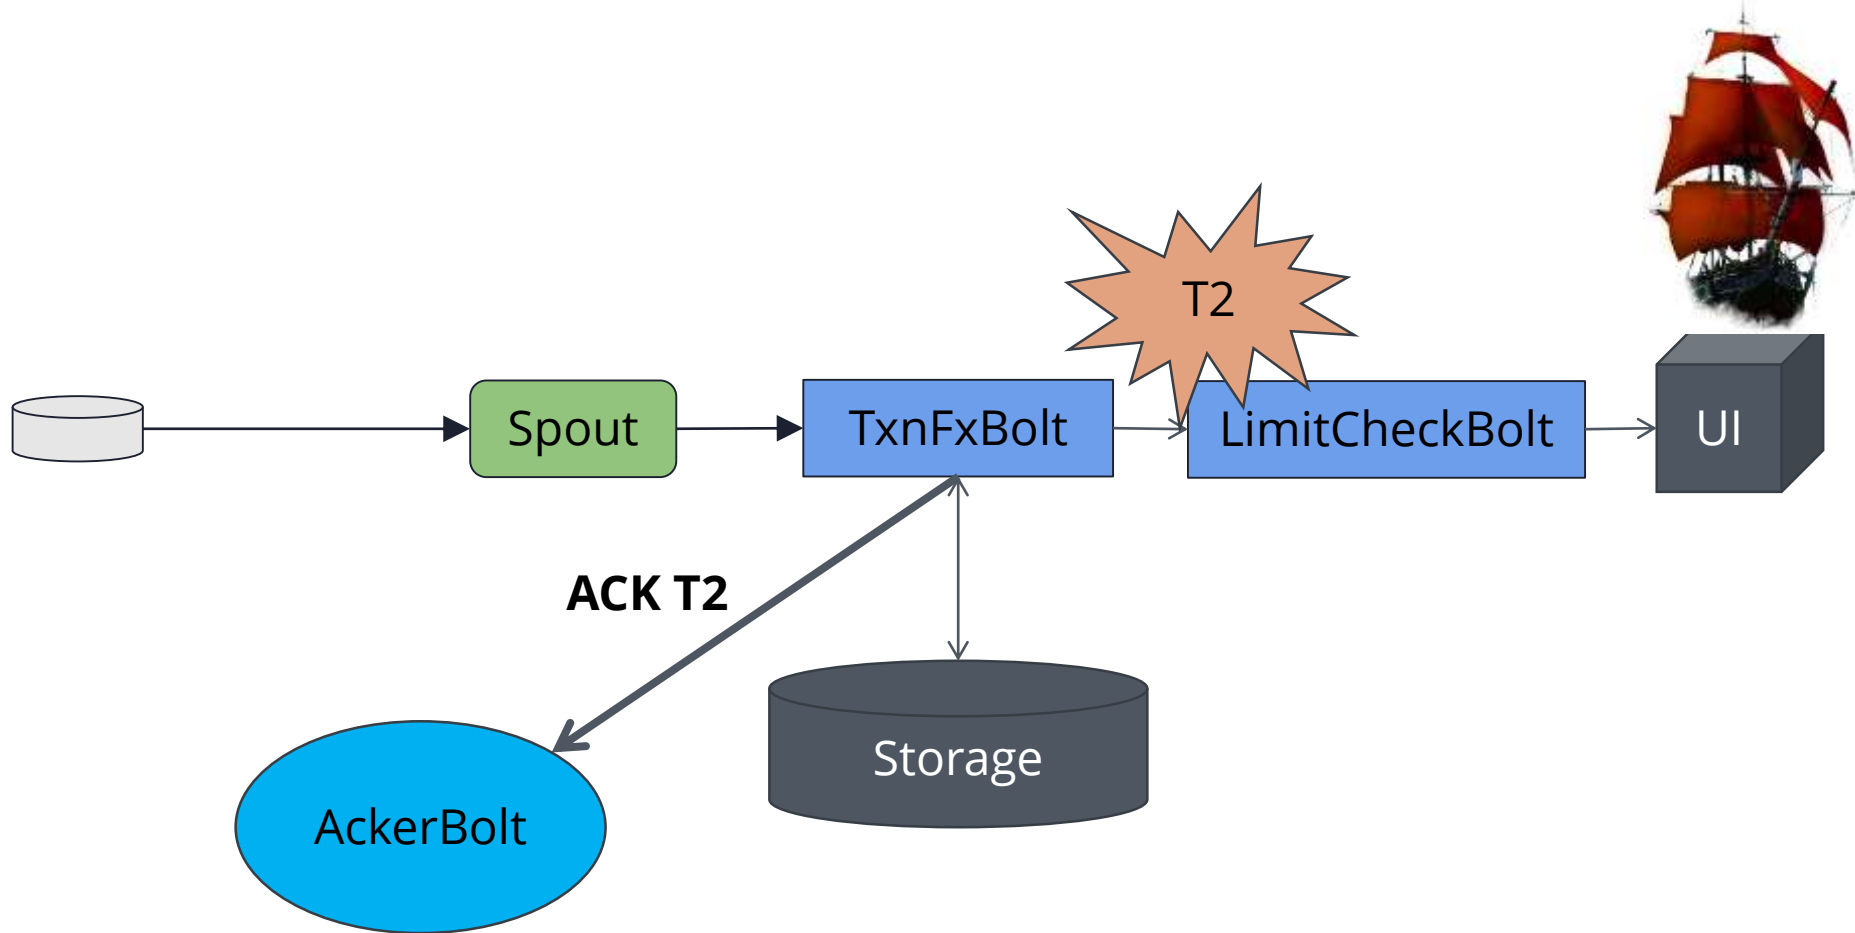 T2
Spout
TxnFxBolt
LimitCheckBolt
UI
ACK T2
Storage
AckerBolt